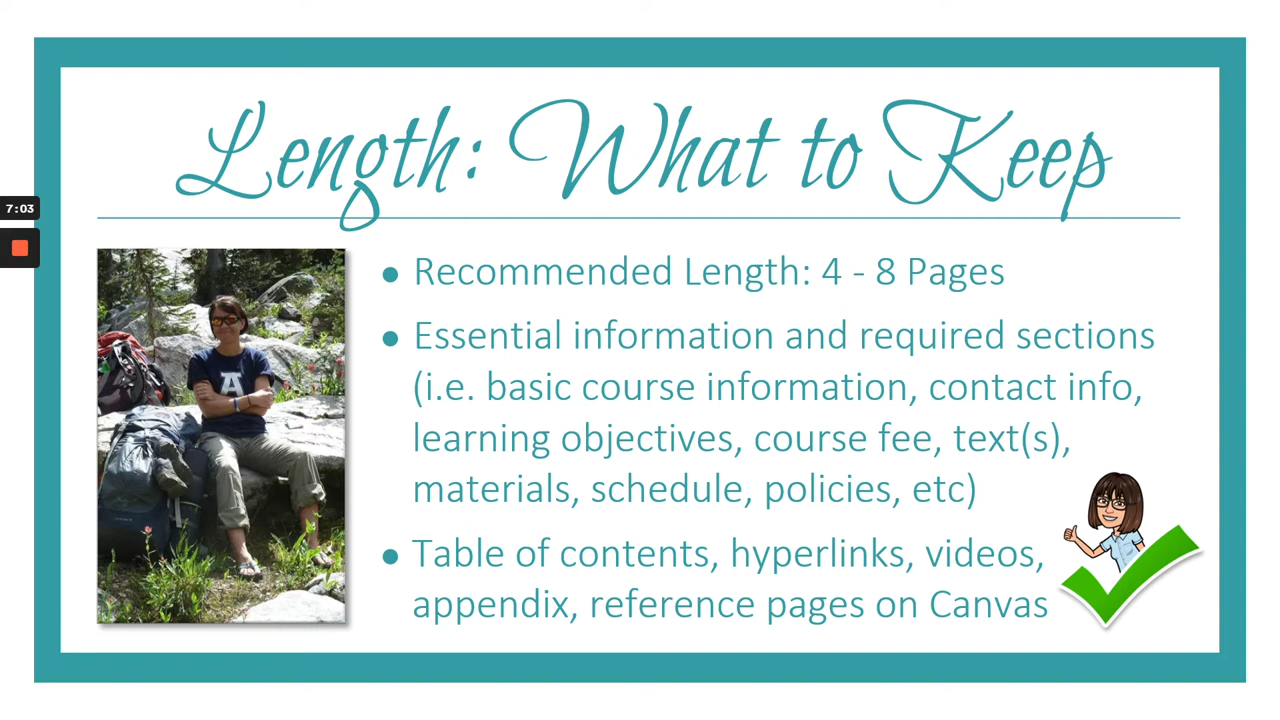 Length: What to Keep
7:03
• Recommended Length: 4 - 8 Pages
• Essential information and required sections
(i.e. basic course information, contact info,
learning objectives, course fee, text(s),
materials, schedule, policies, etc)
• Table of contents, hyperlinks, videos,
appendix, reference pages on Canvas
A